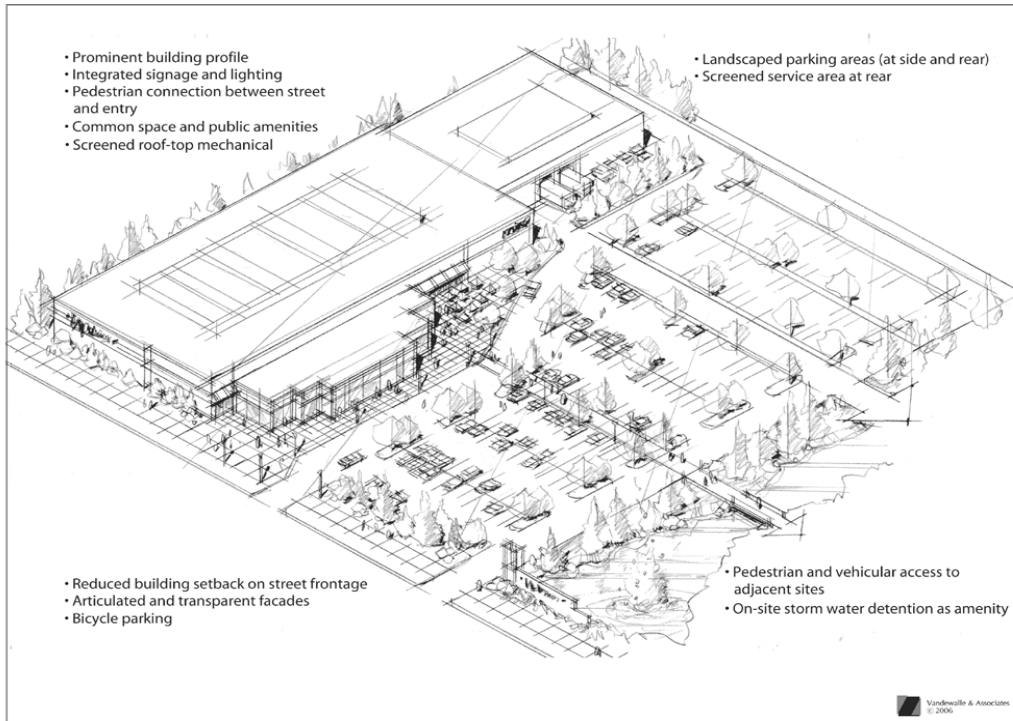 • Prominent building profile
• Integrated signage and lighting
• Pedestrian connection between street
and entry
• Common space and public amenities
• Screened roof-top mechanical
• Landscaped parking areas (at side and rear)
• Screened service area at rear
• Reduced building setback on street frontage
• Articulated and transparent facades
• Bicycle parking
• Pedestrian and vehicular access to
adjacent sites
• On-site storm water detention as amenity
Vandewalle & Associates
© 2006